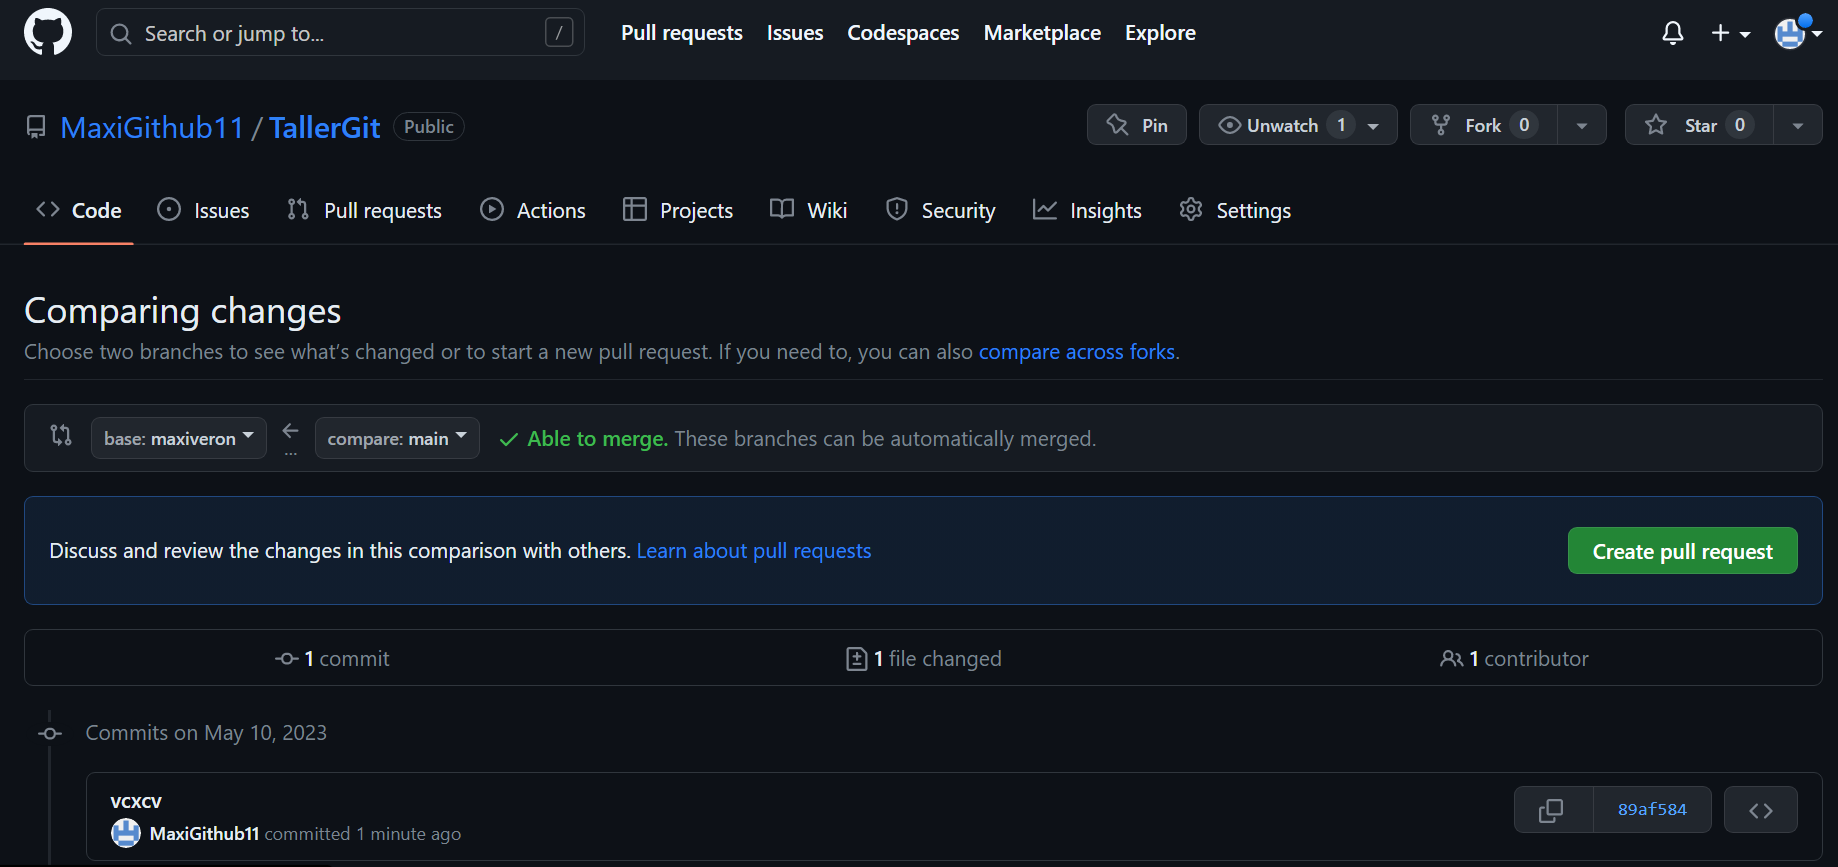 Search or jump to... / Pull requests Issues Codespaces Marketplace Explore
MaxiGithub11 / TallerGit Public Pin Unwatch 1 Fork 0 Star 0
Code Issues Pull requests Actions Projects Wiki Security Insights Settings
Comparing changes
Choose two branches to see what’s changed or to start a new pull request. If you need to, you can also compare across forks.
base: maxiveron ... compare: main Able to merge. These branches can be automatically merged.
Discuss and review the changes in this comparison with others. Learn about pull requests Create pull request
1 commit 1 file changed 1 contributor
Commits on May 10, 2023
vcxcv
MaxiGithub11 committed 1 minute ago 89af584